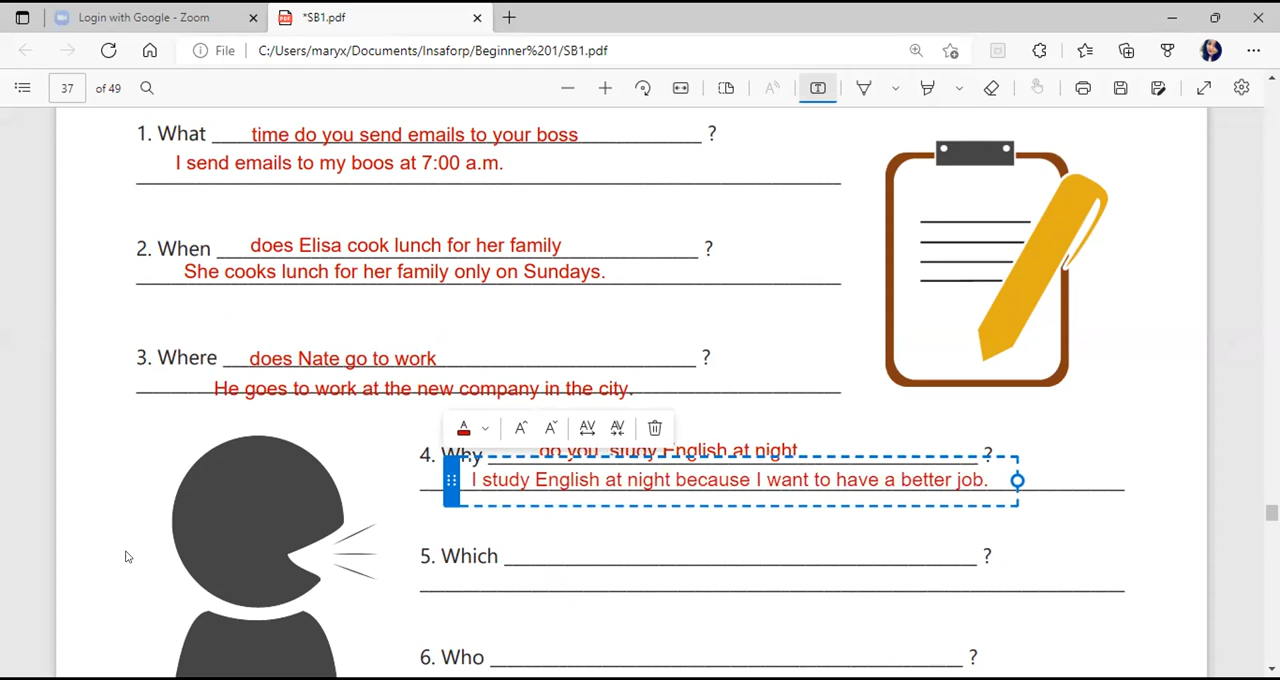 Login with Google - Zoom
*SB1.pdf
File C:/Users/maryx/Documents/Insaforp/Beginner%201/SB1.pdf
37 of 49
1. What time do you send emails to your boss ?
I send emails to my boos at 7:00 a.m.
2. When does Elisa cook lunch for her family ?
She cooks lunch for her family only on Sundays.
3. Where does Nate go to work ?
He goes to work at the new company in the city.
4. Why do you study English at night ?
I study English at night because I want to have a better job.
5. Which ?
6. Who ?